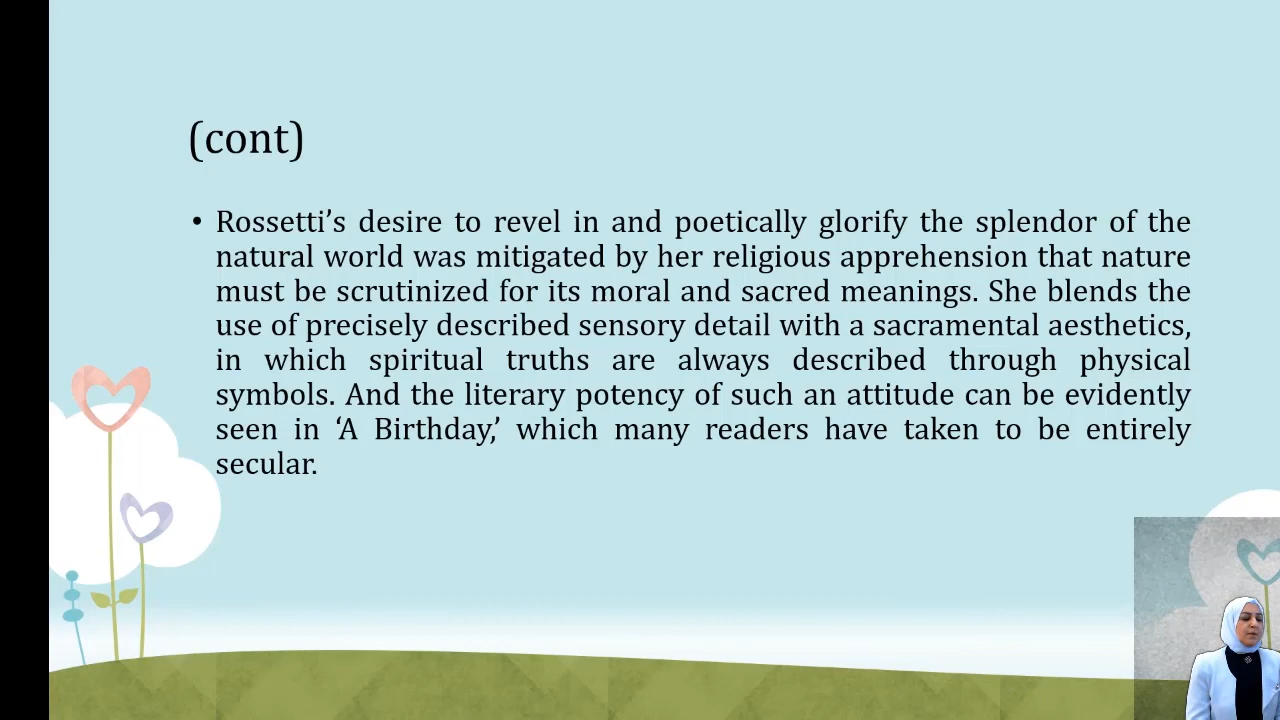 (cont)
• Rossetti’s desire to revel in and poetically glorify the splendor of the
natural world was mitigated by her religious apprehension that nature
must be scrutinized for its moral and sacred meanings. She blends the
use of precisely described sensory detail with a sacramental aesthetics,
in which spiritual truths are always described through physical
symbols. And the literary potency of such an attitude can be evidently
seen in ‘A Birthday,’ which many readers have taken to be entirely
secular.